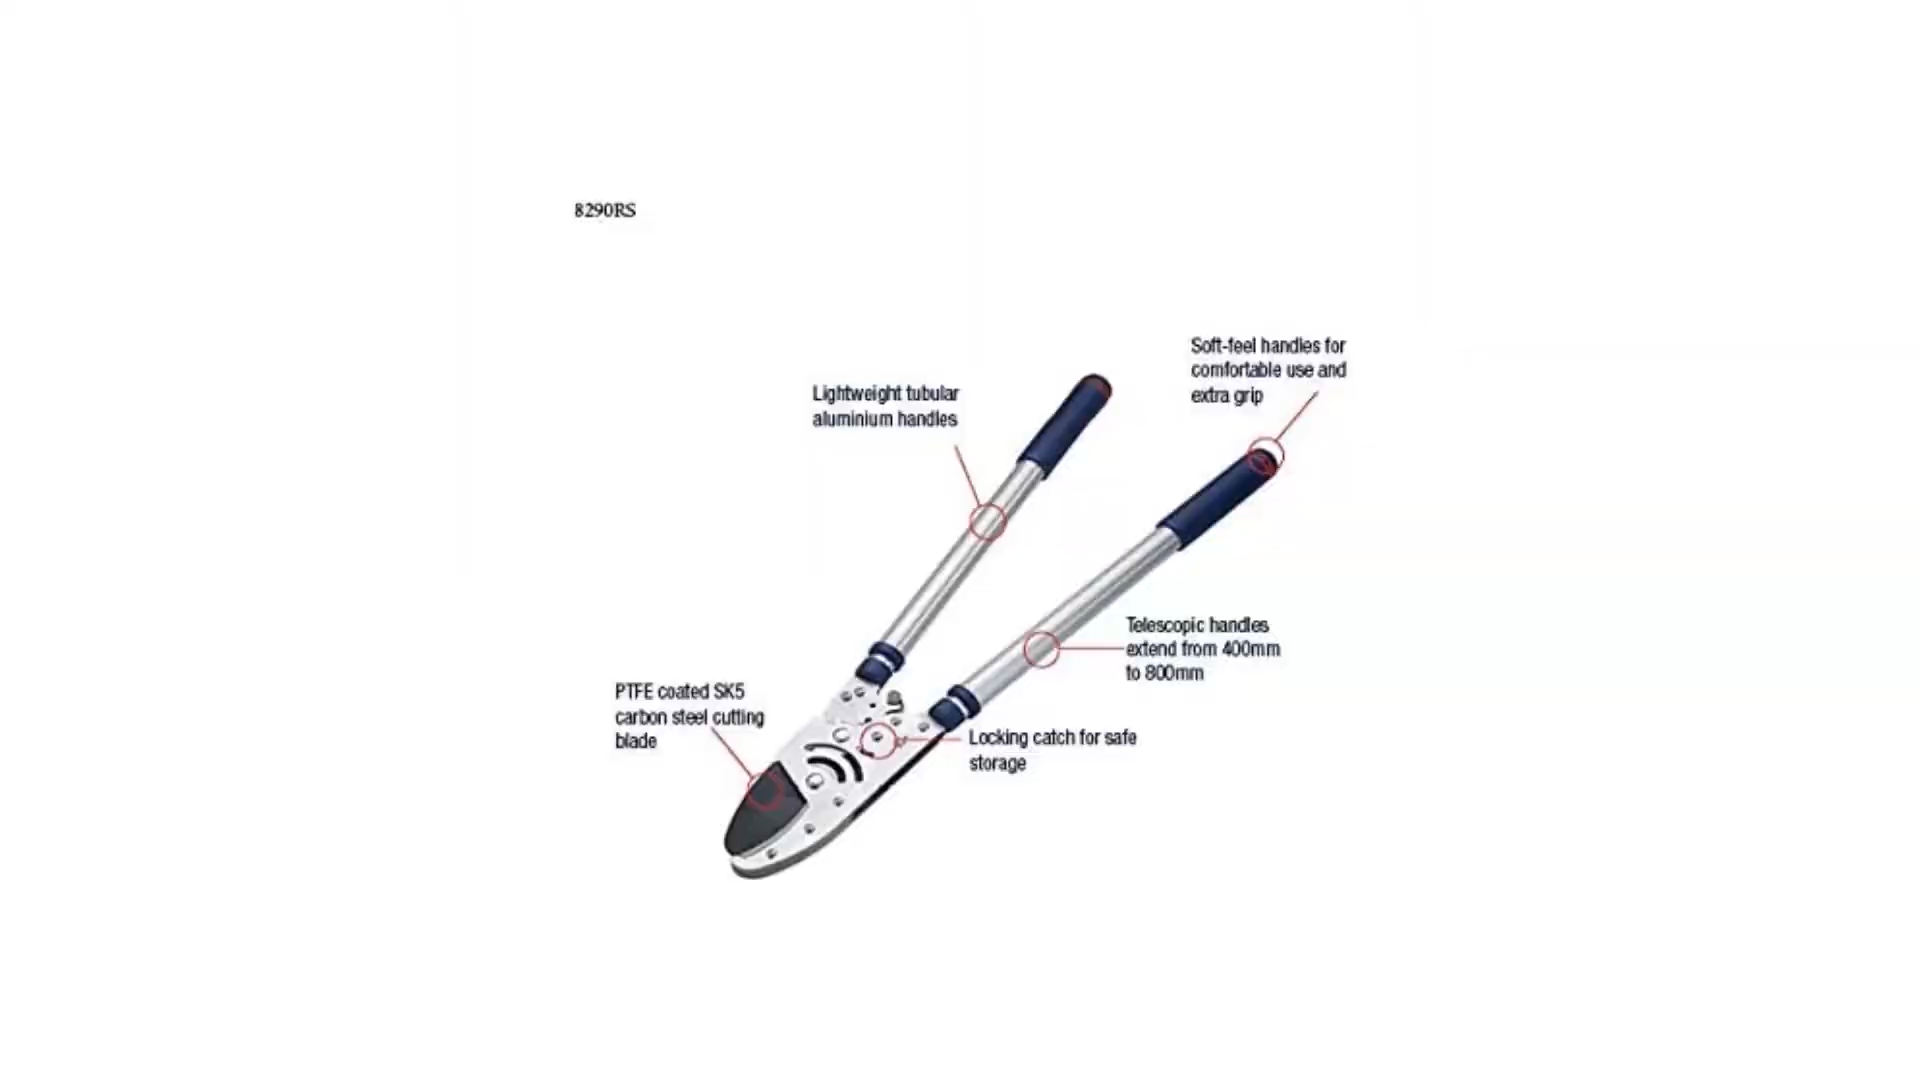 8290RS
Soft-feel handles for
comfortable use and
extra grip
Lightweight tubular
aluminium handles
Telescopic handles
extend from 400mm
to 800mm
PTFE coated SK5
carbon steel cutting
blade
Locking catch for safe
storage